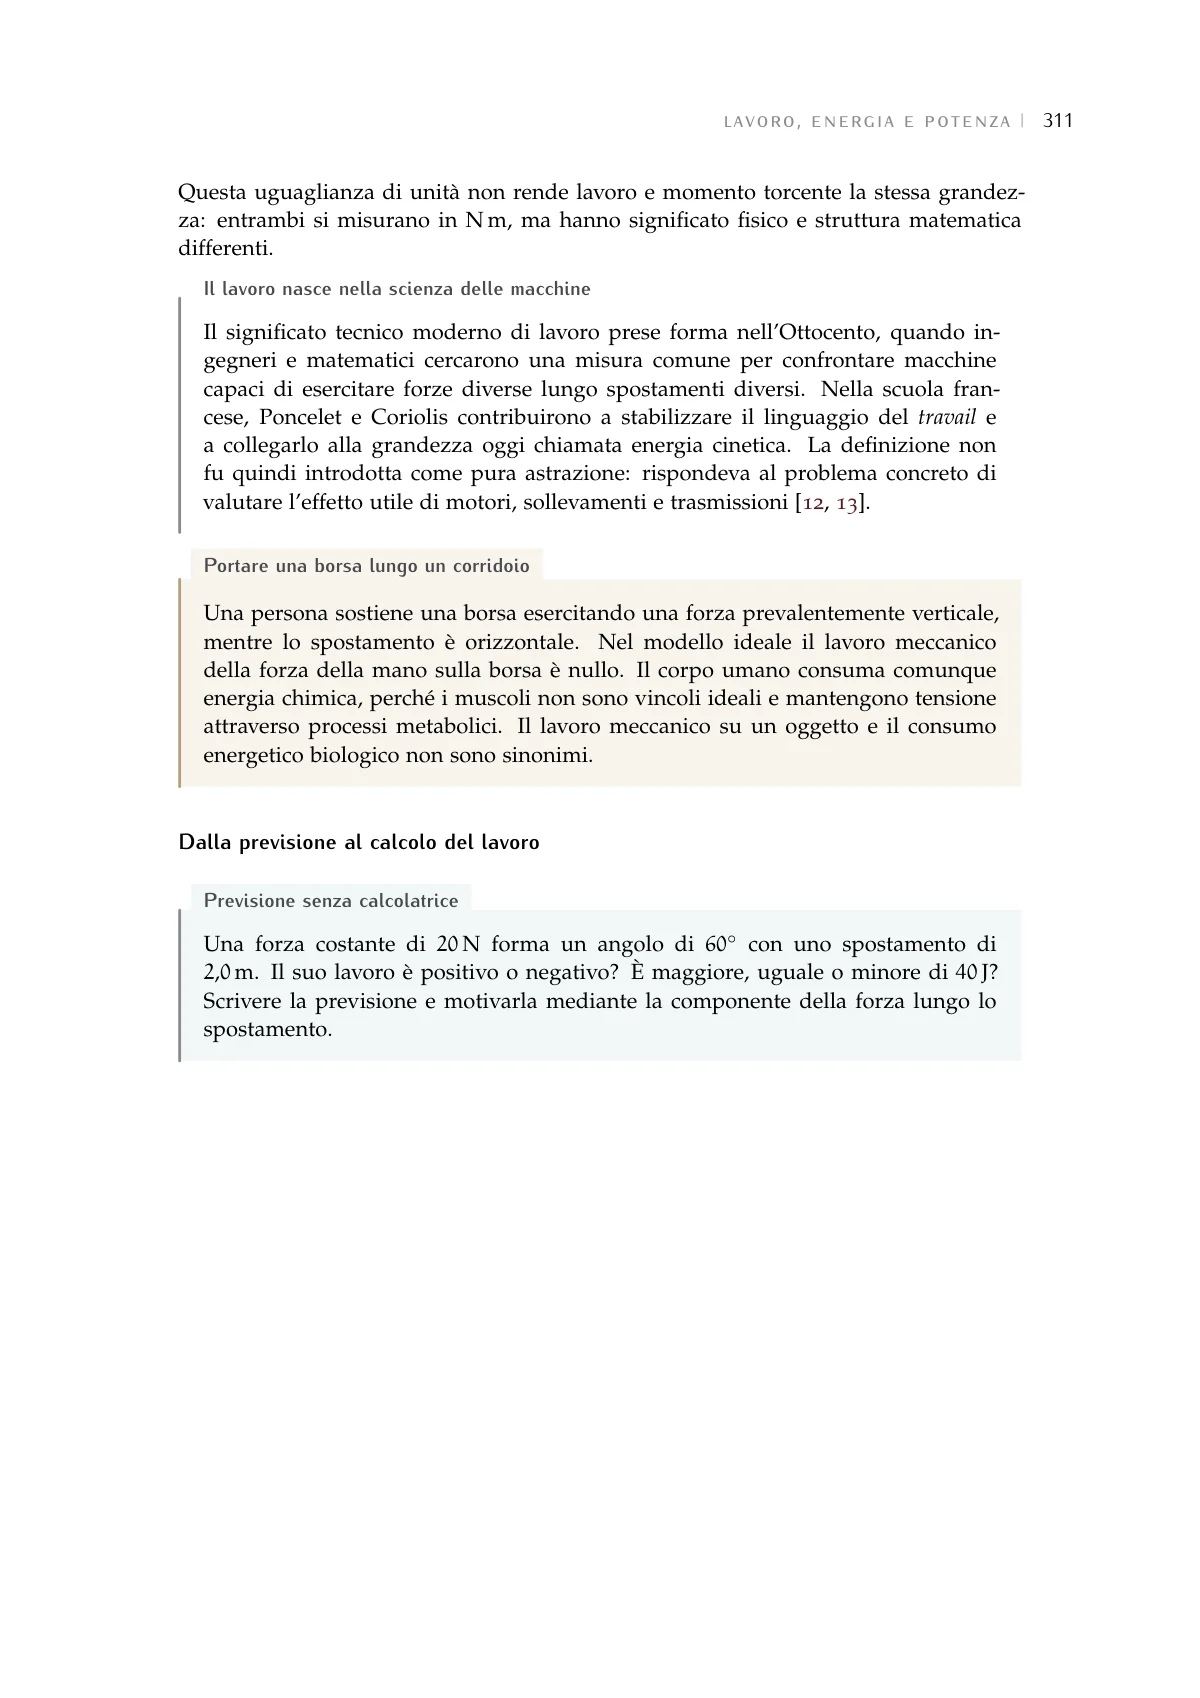 LAVORO, ENERGIA E POTENZA | 311
Questa uguaglianza di unità non rende lavoro e momento torcente la stessa grandez-
za: entrambi si misurano in N m, ma hanno significato fisico e struttura matematica
differenti.
Il lavoro nasce nella scienza delle macchine
Il significato tecnico moderno di lavoro prese forma nell'Ottocento, quando in-
gegneri e matematici cercarono una misura comune per confrontare macchine
capaci di esercitare forze diverse lungo spostamenti diversi. Nella scuola fran-
cese, Poncelet e Coriolis contribuirono a stabilizzare il linguaggio del travail e
a collegarlo alla grandezza oggi chiamata energia cinetica. La definizione non
fu quindi introdotta come pura astrazione: rispondeva al problema concreto di
valutare l'effetto utile di motori, sollevamenti e trasmissioni [12, 13].
Portare una borsa lungo un corridoio
Una persona sostiene una borsa esercitando una forza prevalentemente verticale,
mentre lo spostamento è orizzontale. Nel modello ideale il lavoro meccanico
della forza della mano sulla borsa è nullo. Il corpo umano consuma comunque
energia chimica, perché i muscoli non sono vincoli ideali e mantengono tensione
attraverso processi metabolici. Il lavoro meccanico su un oggetto e il consumo
energetico biologico non sono sinonimi.
Dalla previsione al calcolo del lavoro
Previsione senza calcolatrice
Una forza costante di 20 N forma un angolo di 60° con uno spostamento di
2,0 m. Il suo lavoro è positivo o negativo? È maggiore, uguale o minore di 40 J?
Scrivere la previsione e motivarla mediante la componente della forza lungo lo
spostamento.